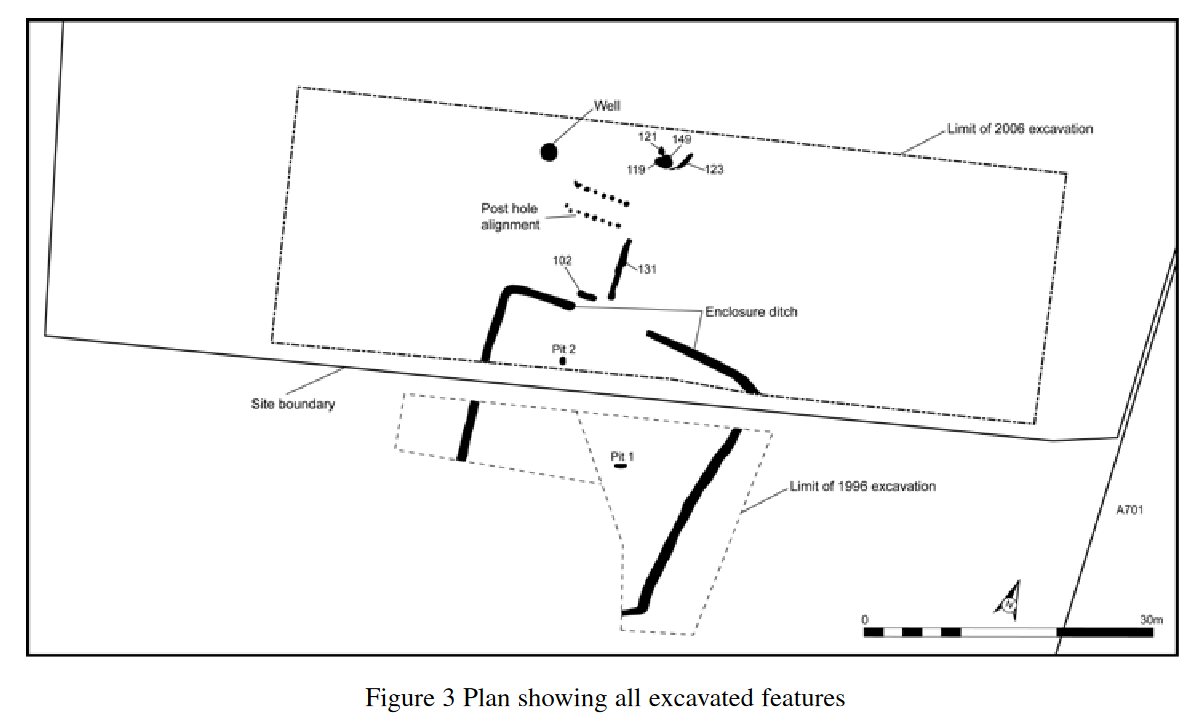 Well
Limit of 2006 excavation
121
149
119
123
Post hole
alignment
102
131
Enclosure ditch
Pit 2
Site boundary
Pit 1
Limit of 1996 excavation
A701
N
0
30m
Figure 3 Plan showing all excavated features